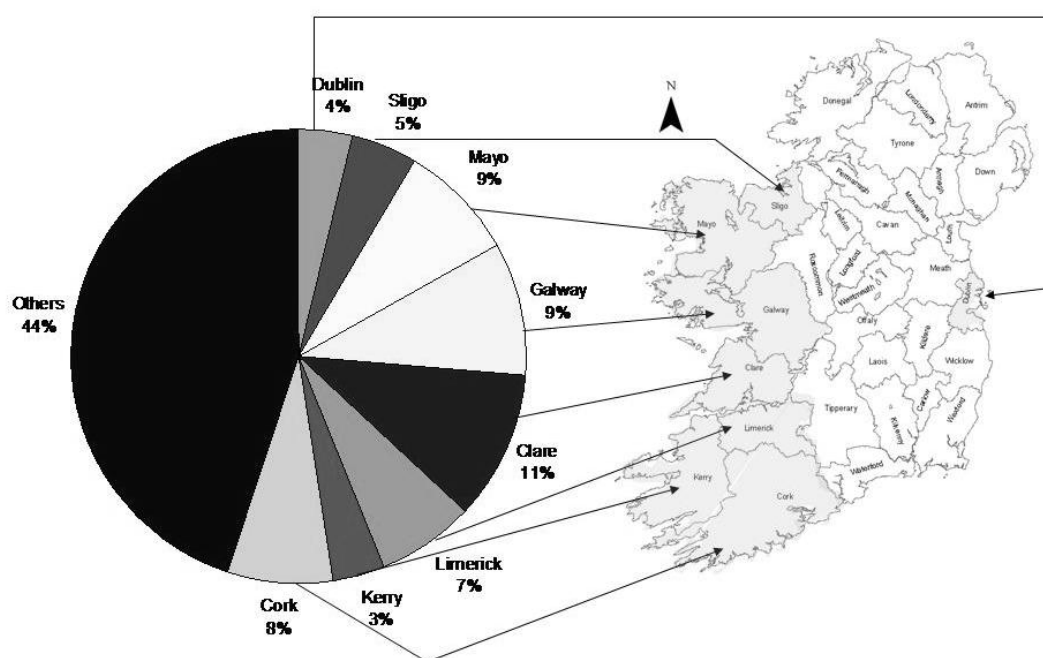 Dublin
4%
Sligo
5%
Mayo
9%
Galway
9%
Clare
11%
Limerick
7%
Kerry
3%
Cork
8%
Others
44%
N
Donegal
Londonderry
Antrim
Tyrone
Fermanagh
Armagh
Down
Monaghan
Sligo
Leitrim
Cavan
Louth
Mayo
Roscommon
Longford
Meath
Westmeath
Dublin
Galway
Offaly
Kildare
Wicklow
Laois
Clare
Tipperary
Carlow
Kilkenny
Wexford
Limerick
Waterford
Kerry
Cork